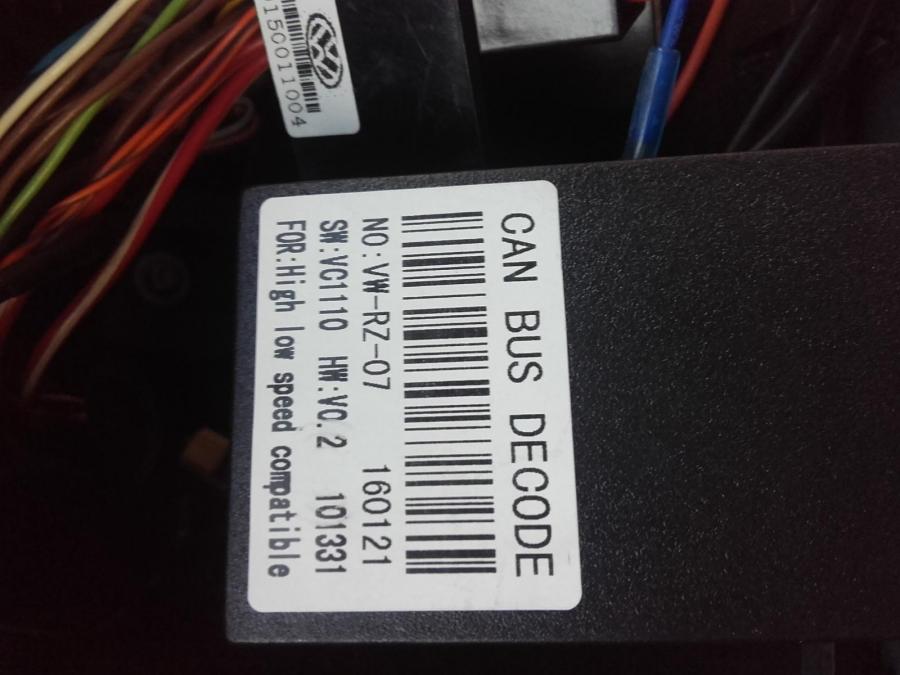 CAN BUS DECODE
NO:VW-RZ-07 160121
SW:VC1110 HW:V0.2 101331
FOR:High low speed compatible
150011004